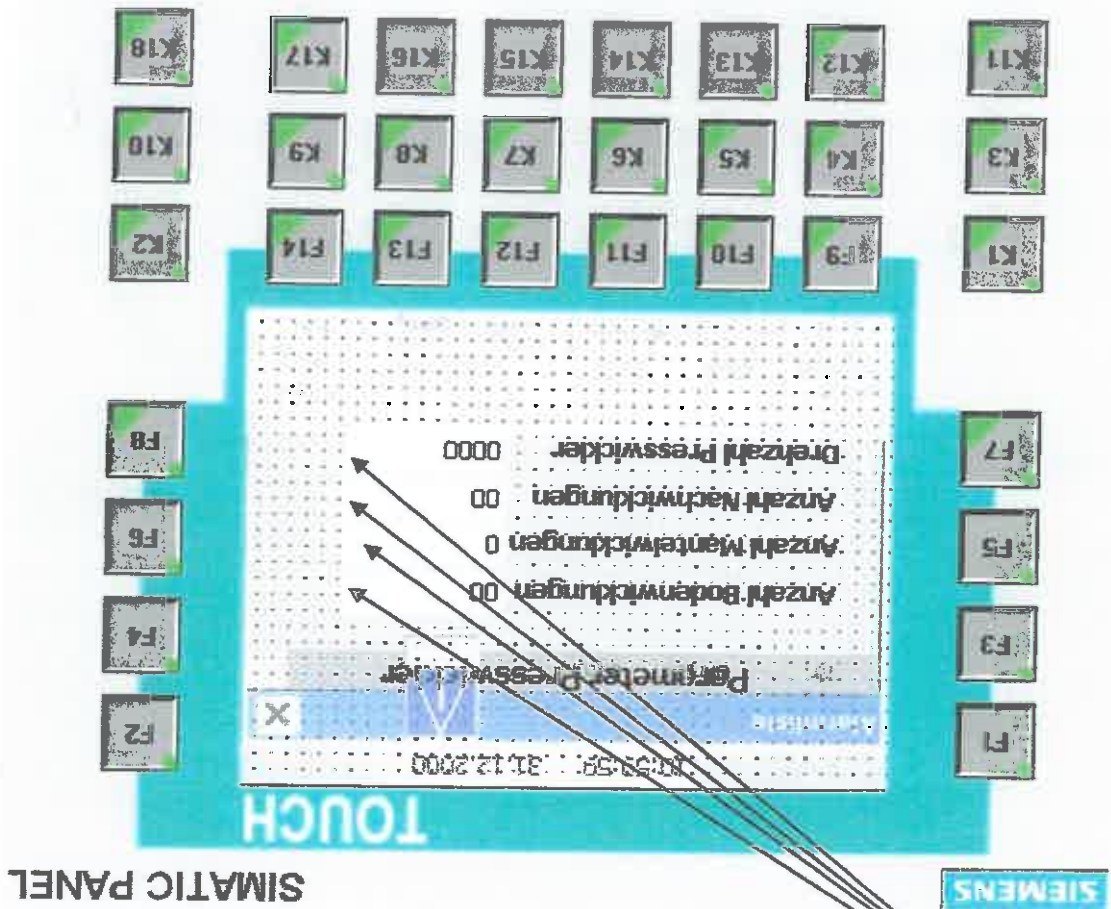 SIEMENS
SIMATIC PANEL
TOUCH
10:59:59 31.12.2000
F1
F2
Parameter Presswickler
Anzahl Bodenwicklungen 00
Anzahl Mantelwicklungen 0
Anzahl Nachwicklungen 00
Drehzahl Presswickler 0000
F3
F4
F5
F6
F7
F8
K1 F9 F10 F11 F12 F13 F14 K2
K3 K4 K5 K6 K7 K8 K9 K10
K11 K12 K13 K14 K15 K16 K17 K18